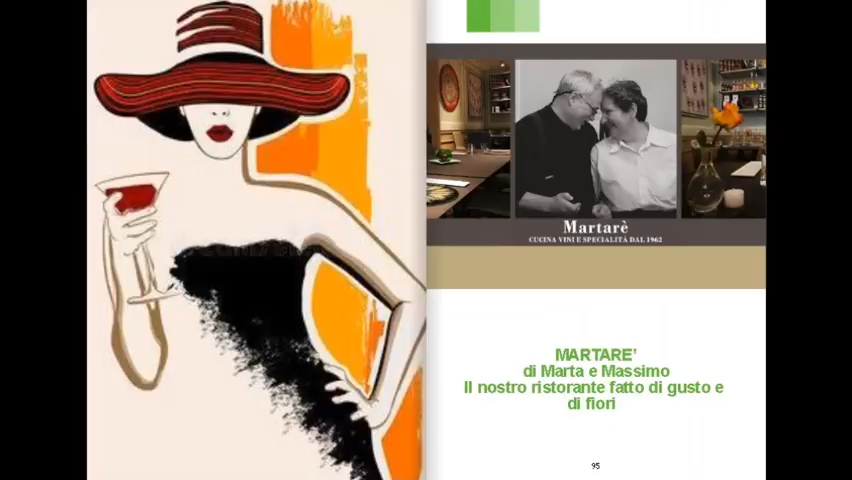 Martarè
CUCINA VINI E SPECIALITÀ DAL 1962
MARTARE'
di Marta e Massimo
Il nostro ristorante fatto di gusto e
di fiori
95